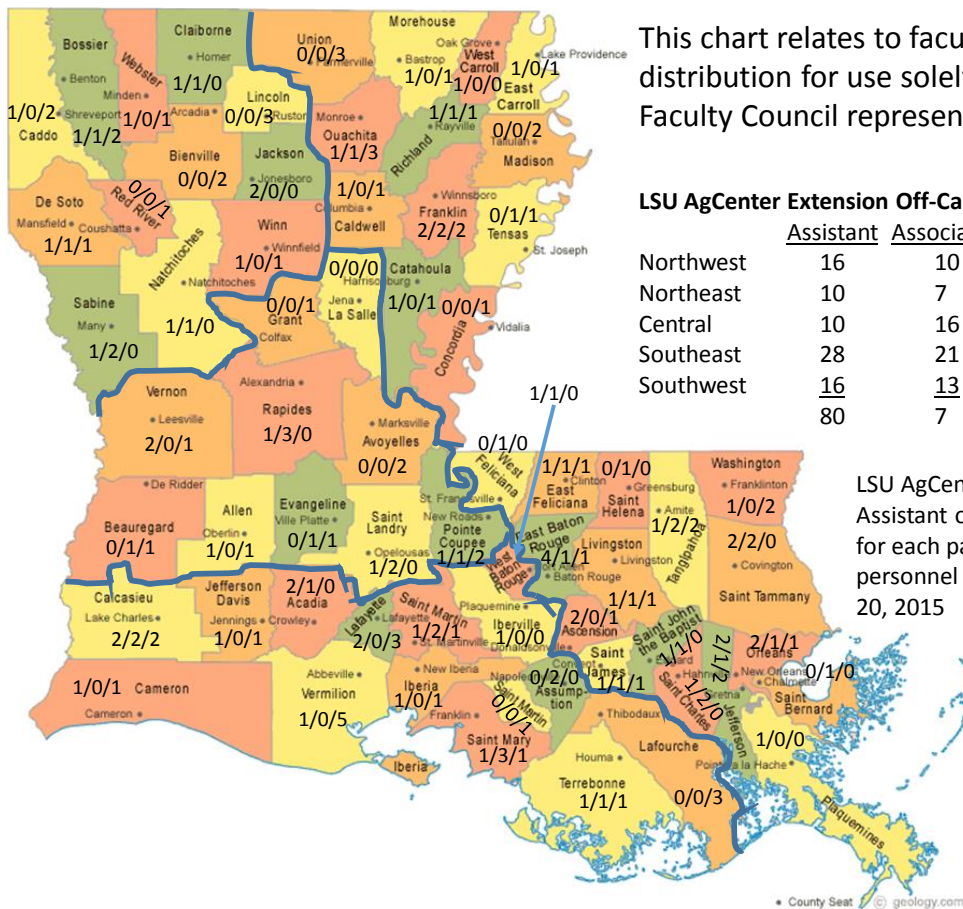 This chart relates to facu
distribution for use solel
Faculty Council represen
LSU AgCenter Extension Off-Ca
Assistant Associa
Northwest 16 10
Northeast 10 7
Central 10 16
Southeast 28 21
Southwest 16 13
80 7
LSU AgCen
Assistant o
for each pa
personnel
20, 2015
Bossier
Benton
Shreveport
1/1/2
1/0/2
Caddo
Webster
Minden
1/0/1
Claiborne
Homer
1/1/0
Union
0/0/3
Farmerville
Morehouse
Bastrop
1/0/1
Oak Grove
West
Carroll
1/0/0
Lake Providence
1/0/1
East
Carroll
Lincoln
Ruston
0/0/3
Arcadia
Bienville
0/0/2
Jackson
Jonesboro
2/0/0
Monroe
Ouachita
1/1/3
1/1/1
Rayville
Richland
0/0/2
Tallulah
Madison
De Soto
Mansfield
1/1/1
0/0/1
Red River
Coushatta
Natchitoches
Natchitoches
1/1/0
Winn
Winnfield
1/0/1
1/0/1
Columbia
Caldwell
Winnsboro
Franklin
2/2/2
0/1/1
Tensas
St. Joseph
Sabine
Many
1/2/0
0/0/1
Grant
Colfax
0/0/0
Jena
La Salle
Catahoula
Harrisonburg
1/0/1
0/0/1
Concordia
Vidalia
Vernon
Leesville
2/0/1
Alexandria
Rapides
1/3/0
Marksville
Avoyelles
0/0/2
1/1/0
0/1/0
West
Feliciana
St. Francisville
1/1/1
Clinton
East
Feliciana
0/1/0
Greensburg
Saint
Helena
Amite
1/2/2
Tangipahoa
Washington
Franklinton
1/0/2
De Ridder
Beauregard
0/1/1
Allen
Oberlin
1/0/1
Evangeline
Ville Platte
0/1/1
Saint
Landry
Opelousas
1/2/0
New Roads
Pointe
Coupee
1/1/2
East Baton
Rouge
4/1/1
Baton Rouge
Port Allen
West
Baton
Rouge
Livingston
Livingston
1/1/1
2/2/0
Covington
Saint Tammany
Calcasieu
Lake Charles
2/2/2
Jefferson
Davis
Jennings
1/0/1
2/1/0
Acadia
Crowley
Lafayette
Lafayette
2/0/3
Saint Martin
1/2/1
St. Martinville
Plaquemine
Iberville
1/0/0
2/0/1
Ascension
Donaldsonville
Saint John
the Baptist
1/1/0
Edgard
2/1/2
Jefferson
Gretna
2/1/1
Orleans
New Orleans
0/1/0
Chalmette
Saint
Bernard
1/0/1
Cameron
Cameron
Abbeville
Vermilion
1/0/5
New Iberia
Iberia
1/0/1
Iberia
Franklin
Saint Mary
1/3/1
Saint Martin
0/0/1
Napoleo
0/2/0
Assump-
tion
Convent
Saint
James
1/1/1
Hahn
1/2/0
Saint
Charles
Thibodaux
Lafourche
0/0/3
Houma
Terrebonne
1/1/1
1/0/0
Pointe a la Hache
Plaquemines
County Seat © geology.com